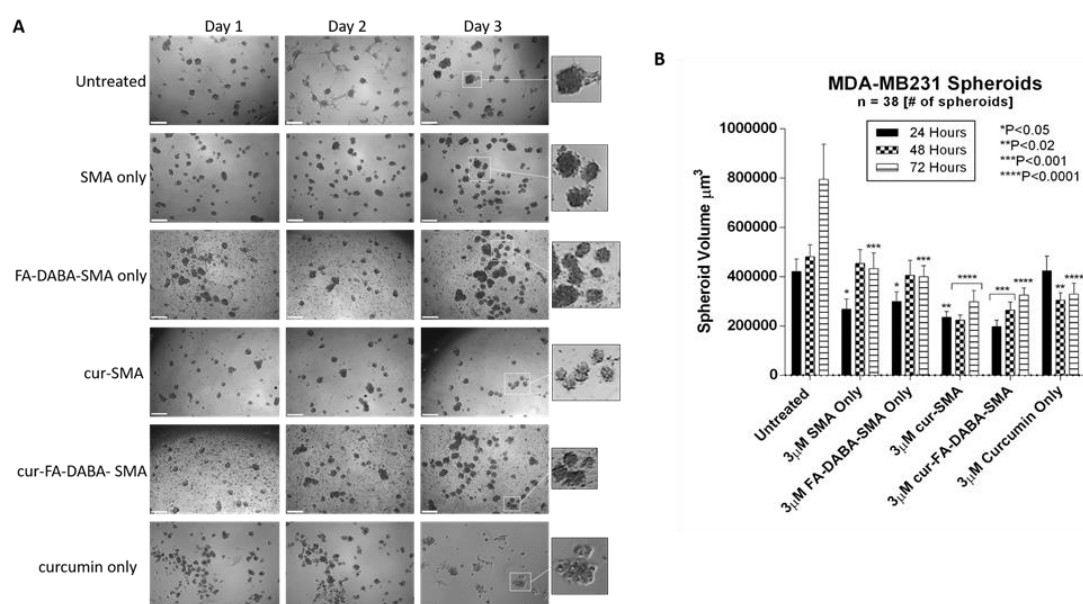 A
Day 1 Day 2 Day 3
Untreated
SMA only
FA-DABA-SMA only
cur-SMA
cur-FA-DABA- SMA
curcumin only
B
MDA-MB231 Spheroids
n = 38 [# of spheroids]
24 Hours
48 Hours
72 Hours
*P<0.05
**P<0.02
***P<0.001
****P<0.0001
Spheroid Volume μm³
1000000
800000
600000
400000
200000
0
* *** * *** ** **** *** **** ** ****
Untreated
3μM SMA Only
3μM FA-DABA-SMA Only
3μM cur-SMA
3μM cur-FA-DABA-SMA
3μM Curcumin Only